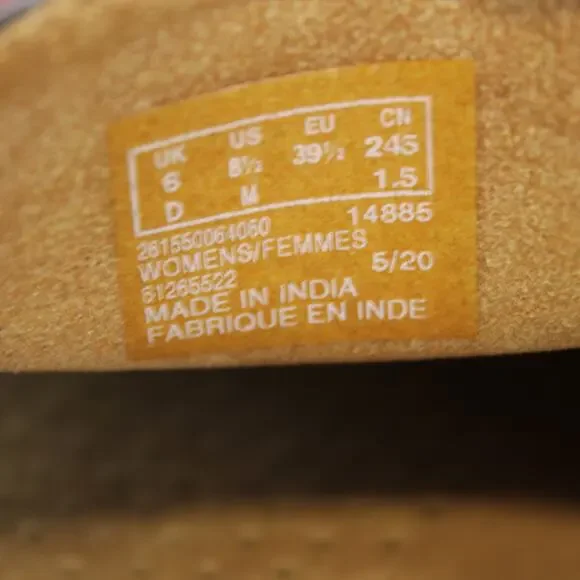 UK US EU CN
6 8½ 39½ 245
D M 1.5
261550064060 14885
WOMENS/FEMMES
61265522 5/20
MADE IN INDIA
FABRIQUE EN INDE